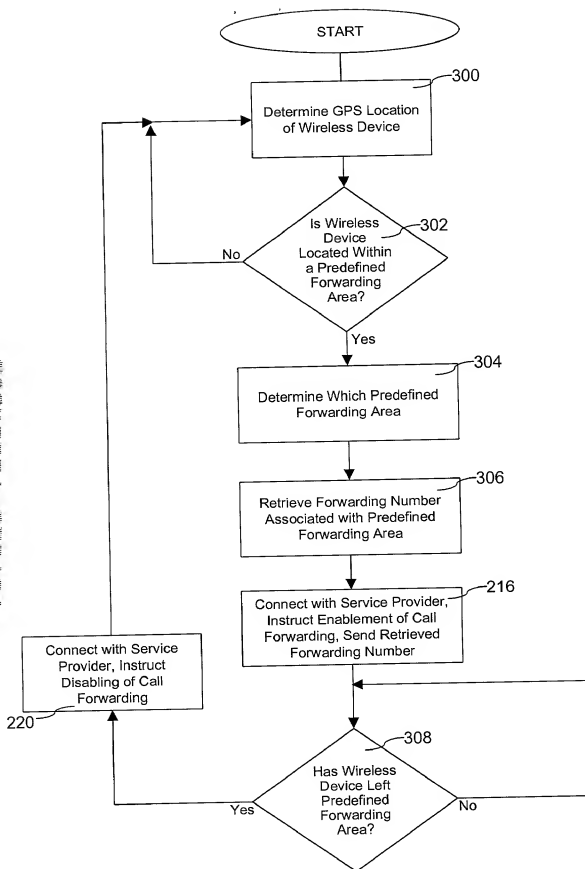 START
300
Determine GPS Location
of Wireless Device
302
Is Wireless
Device
Located Within
a Predefined
Forwarding
Area?
No
Yes
304
Determine Which Predefined
Forwarding Area
306
Retrieve Forwarding Number
Associated with Predefined
Forwarding Area
216
Connect with Service Provider,
Instruct Enablement of Call
Forwarding, Send Retrieved
Forwarding Number
Connect with Service
Provider, Instruct
Disabling of Call
Forwarding
220
308
Has Wireless
Device Left
Predefined
Forwarding
Area?
Yes
No